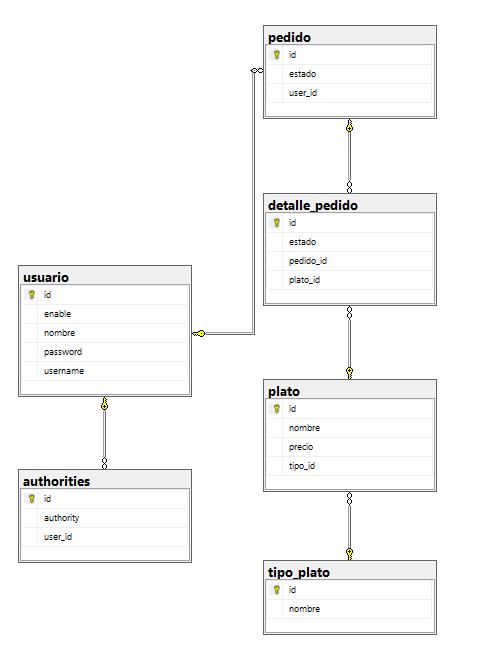 pedido
id
estado
user_id
detalle_pedido
id
estado
pedido_id
plato_id
usuario
id
enable
nombre
password
username
plato
id
nombre
precio
tipo_id
authorities
id
authority
user_id
tipo_plato
id
nombre